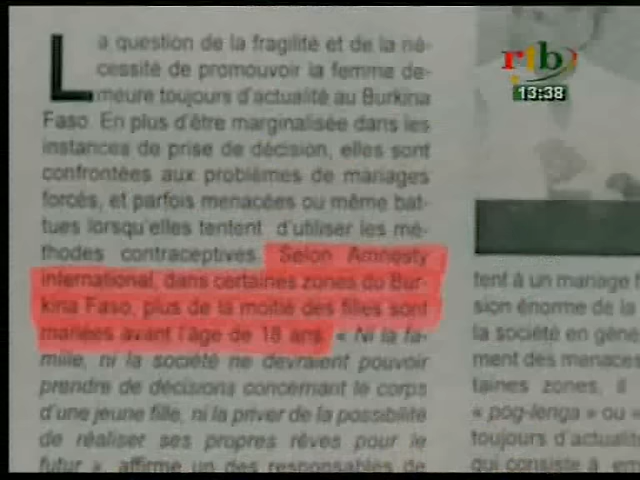 La question de la fragilité et de la né-
cessité de promouvoir la femme de-
meure toujours d'actualité au Burkina
Faso. En plus d'être marginalisée dans les
instances de prise de décision, elles sont
confrontées aux problèmes de mariages
forcés, et parfois menacées ou même bat-
tues lorsqu'elles tentent d'utiliser les mé-
thodes contraceptives. Selon Amnesty
international, dans certaines zones du Bur-
kina Faso, plus de la moitié des filles sont
mariées avant l'âge de 18 ans. « Ni la fa-
mille, ni la société ne devraient pouvoir
prendre de décisions concernant le corps
d'une jeune fille, ni la priver de la possibilité
de réaliser ses propres rêves pour le
futur », affirme un des responsables de
tent à un mariage f
sion énorme de la
la société en géné
ment des menaces
taines zones, il
« pog-lenga » ou «
toujours d'actualit
qui consiste à em
rtb
13:38